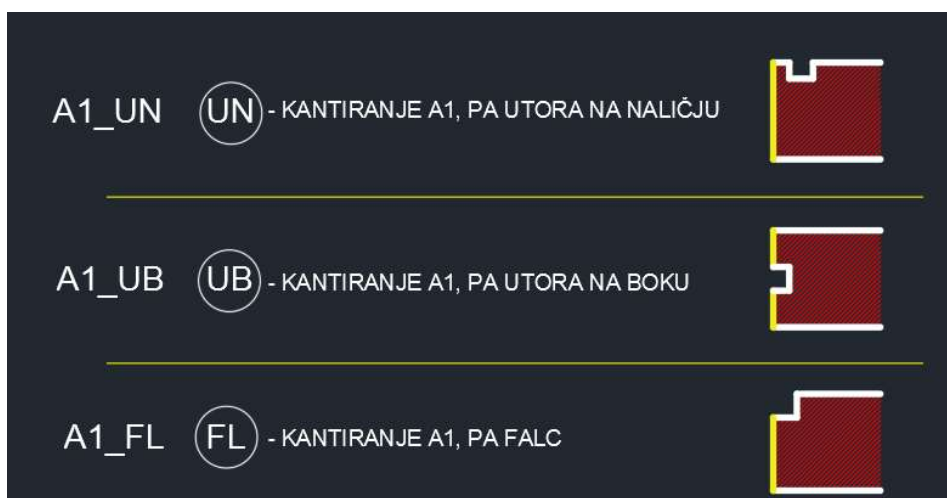 A1_UN UN - KANTIRANJE A1, PA UTORA NA NALIČJU
A1_UB UB - KANTIRANJE A1, PA UTORA NA BOKU
A1_FL FL - KANTIRANJE A1, PA FALC